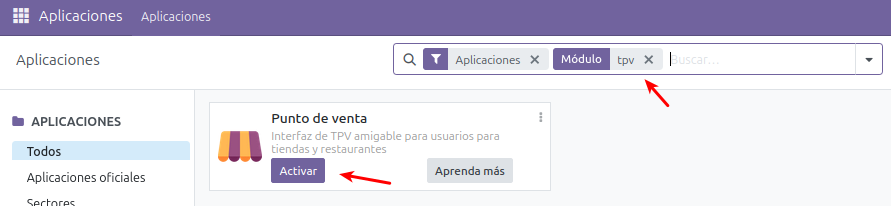 Aplicaciones Aplicaciones
Aplicaciones
Aplicaciones Módulo tpv Buscar...
APLICACIONES
Todos
Aplicaciones oficiales
Sectores
Punto de venta
Interfaz de TPV amigable para usuarios para
tiendas y restaurantes
Activar Aprenda más